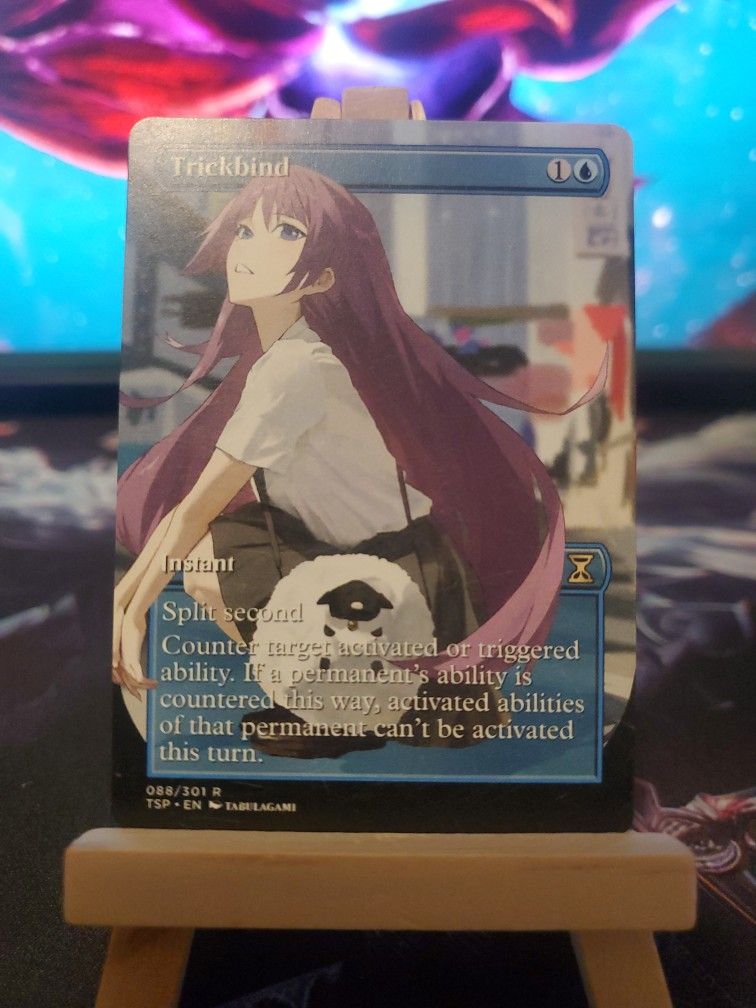 Trickbind 1
Instant
Split second
Counter target activated or triggered
ability. If a permanent's ability is
countered this way, activated abilities
of that permanent can't be activated
this turn.
088/301 R
TSP • EN TABULAGAMI